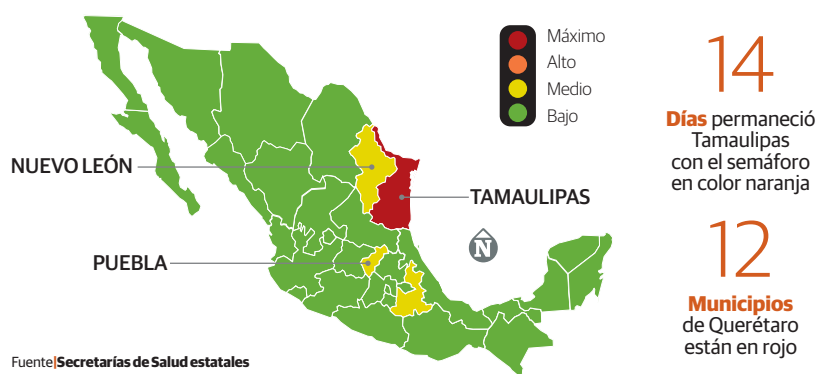 Máximo
Alto
Medio
Bajo
NUEVO LEÓN
TAMAULIPAS
PUEBLA
N
14
Días permaneció
Tamaulipas
con el semáforo
en color naranja
12
Municipios
de Querétaro
están en rojo
Fuente|Secretarías de Salud estatales